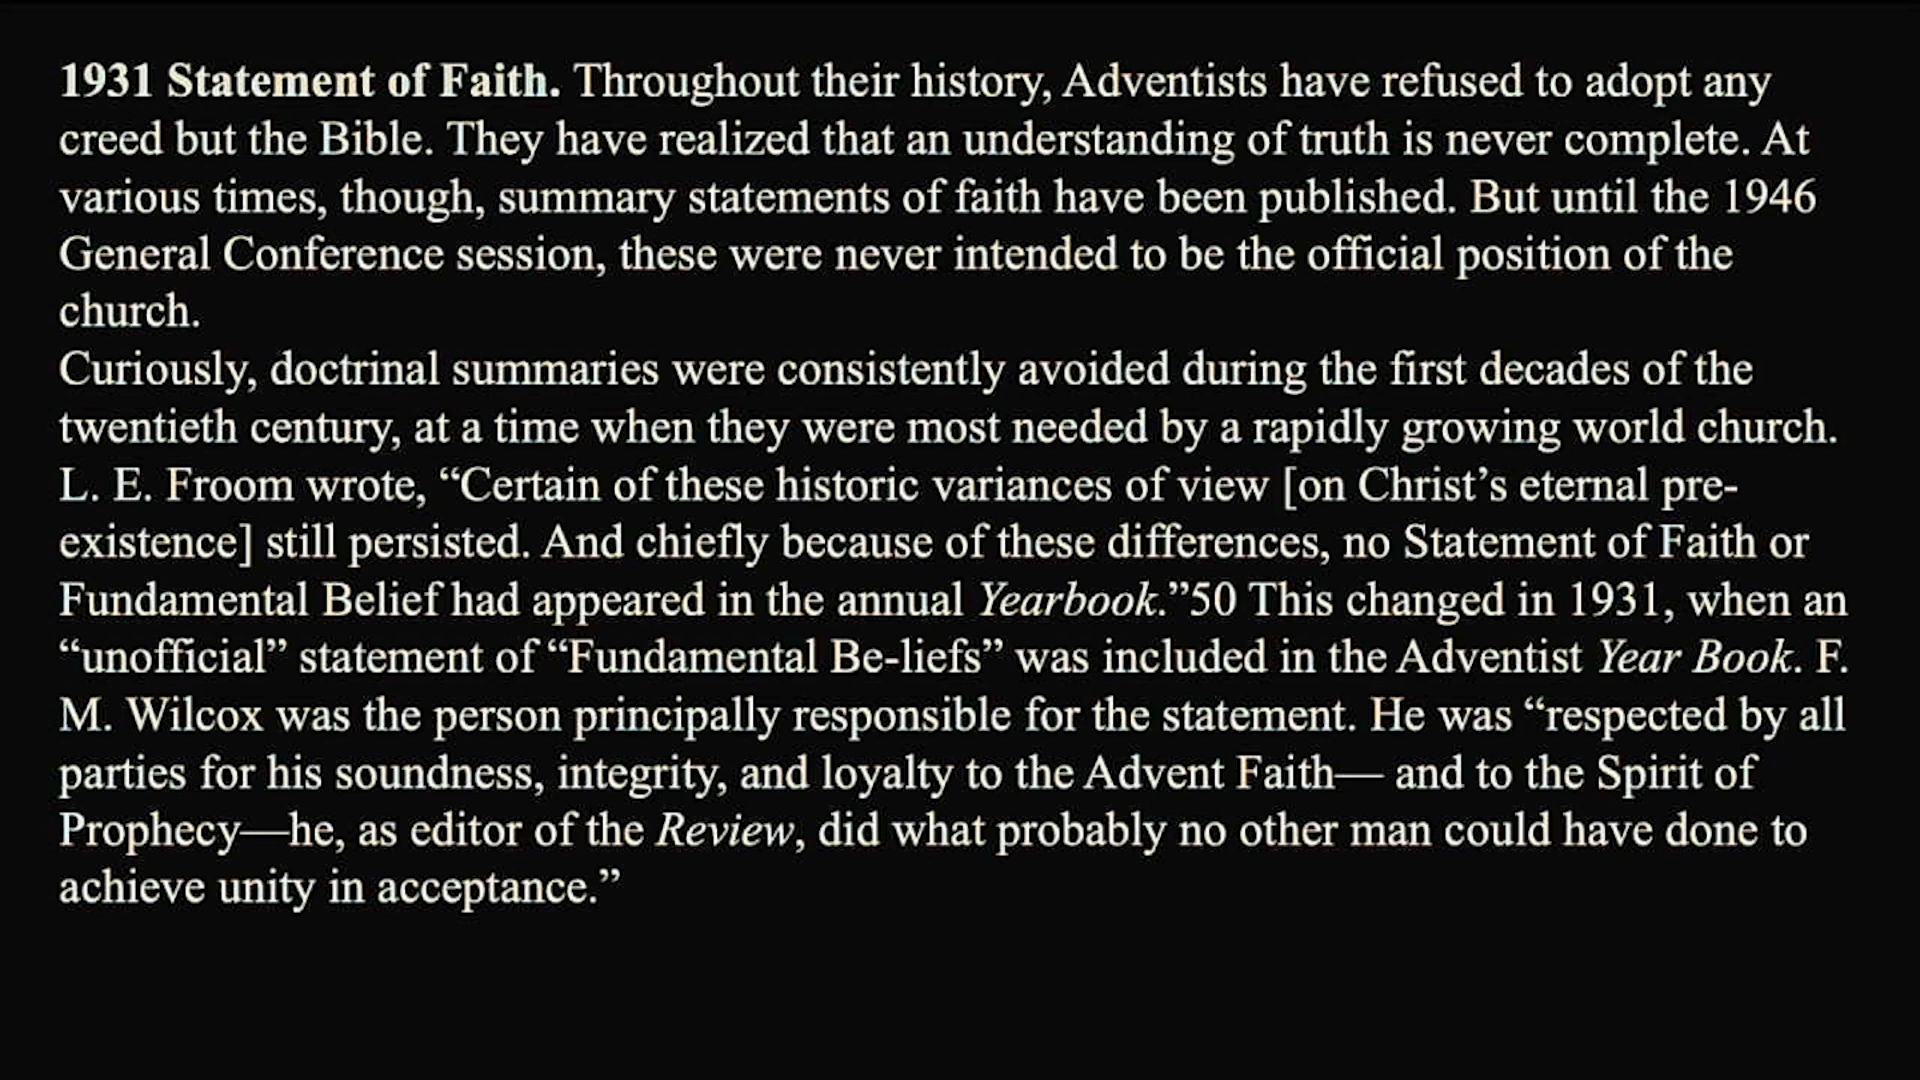 1931 Statement of Faith. Throughout their history, Adventists have refused to adopt any
creed but the Bible. They have realized that an understanding of truth is never complete. At
various times, though, summary statements of faith have been published. But until the 1946
General Conference session, these were never intended to be the official position of the
church.
Curiously, doctrinal summaries were consistently avoided during the first decades of the
twentieth century, at a time when they were most needed by a rapidly growing world church.
L. E. Froom wrote, “Certain of these historic variances of view [on Christ’s eternal pre-
existence] still persisted. And chiefly because of these differences, no Statement of Faith or
Fundamental Belief had appeared in the annual Yearbook.”50 This changed in 1931, when an
“unofficial” statement of “Fundamental Be-liefs” was included in the Adventist Year Book. F.
M. Wilcox was the person principally responsible for the statement. He was “respected by all
parties for his soundness, integrity, and loyalty to the Advent Faith— and to the Spirit of
Prophecy—he, as editor of the Review, did what probably no other man could have done to
achieve unity in acceptance.”